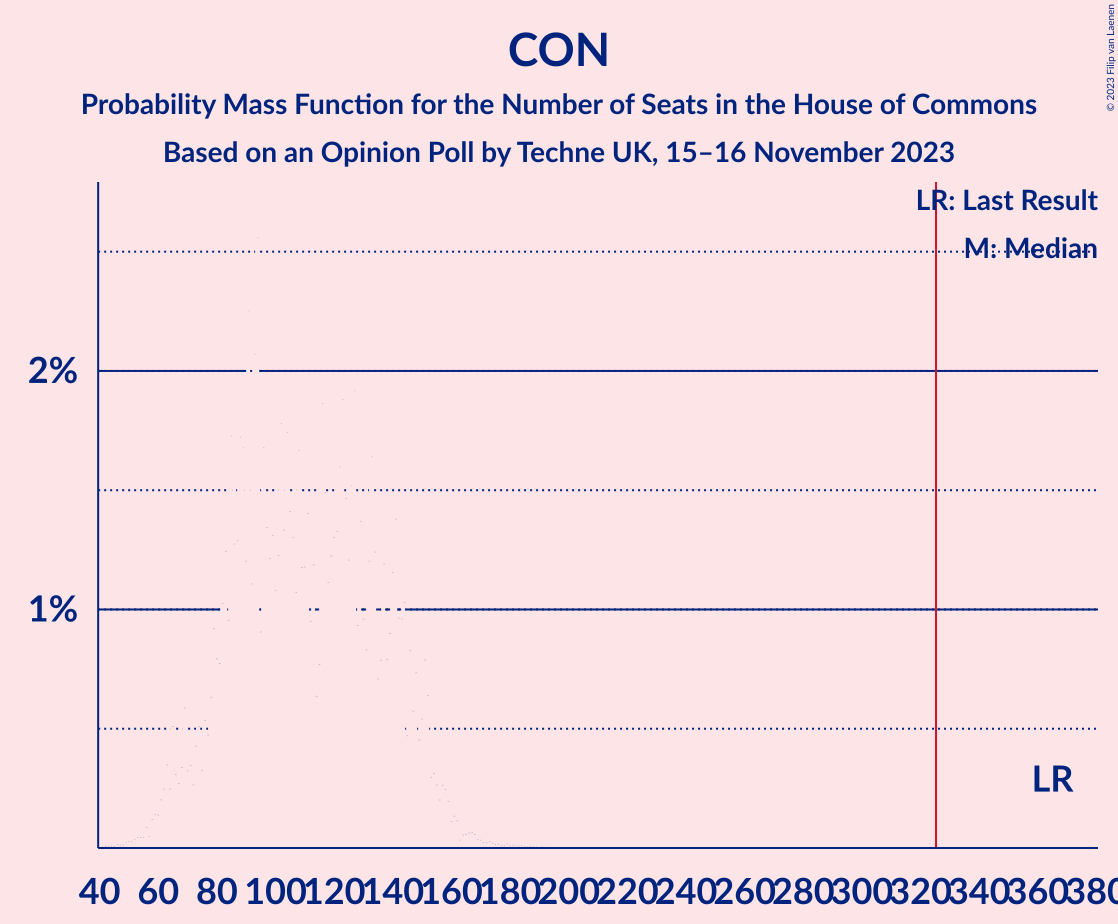 CON
Probability Mass Function for the Number of Seats in the House of Commons
Based on an Opinion Poll by Techne UK, 15–16 November 2023
© 2023 Filip van Laenen
LR: Last Result
M: Median
2%
1%
LR
40 60 80 100 120 140 160 180 200 220 240 260 280 300 320 340 360 380